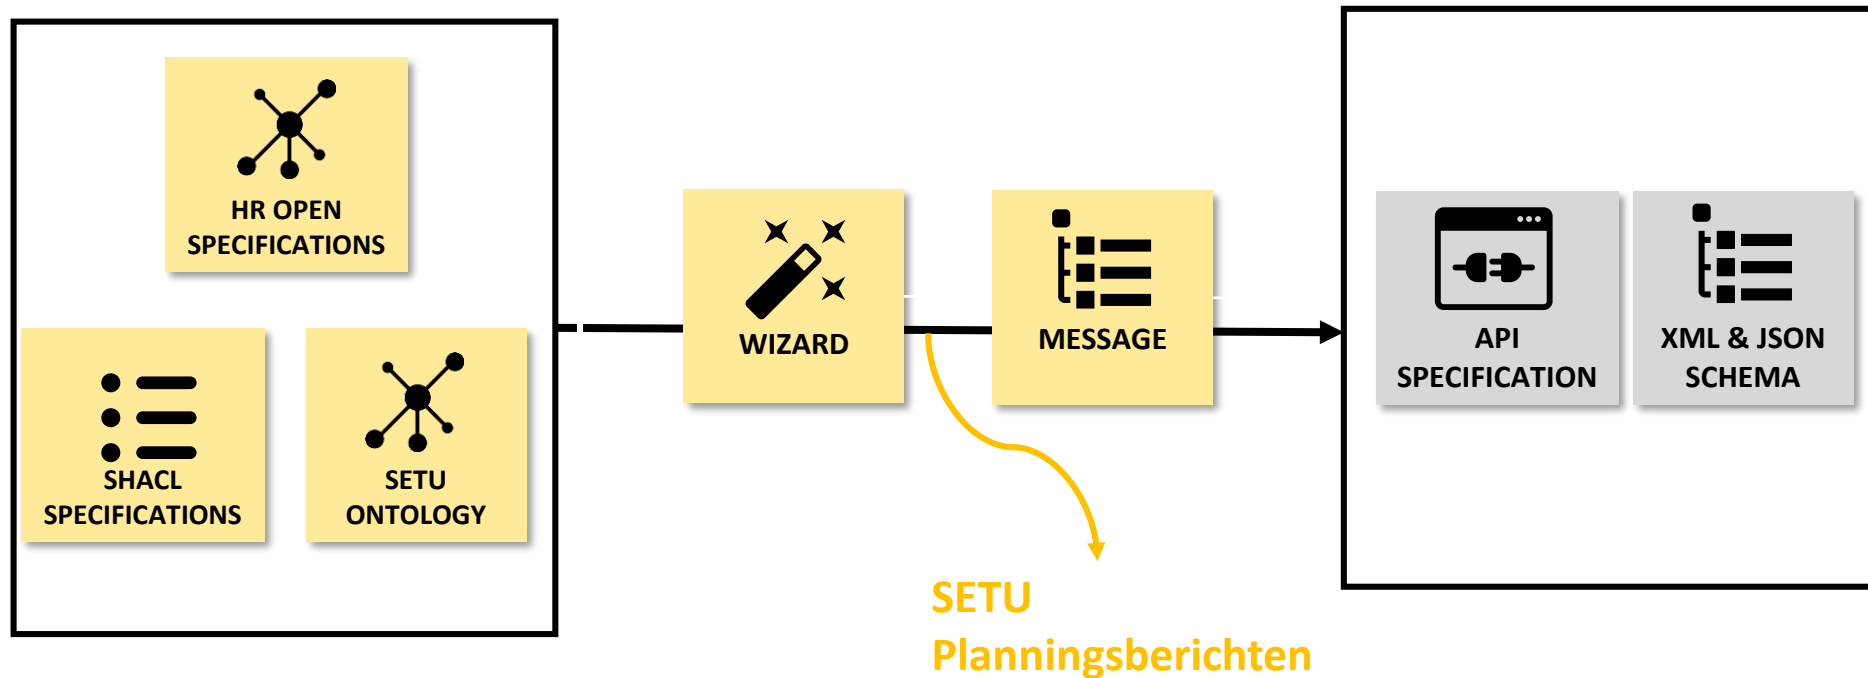 HR OPEN
SPECIFICATIONS
SHACL
SPECIFICATIONS
SETU
ONTOLOGY
WIZARD
MESSAGE
SETU
Planningsberichten
API
SPECIFICATION
XML & JSON
SCHEMA